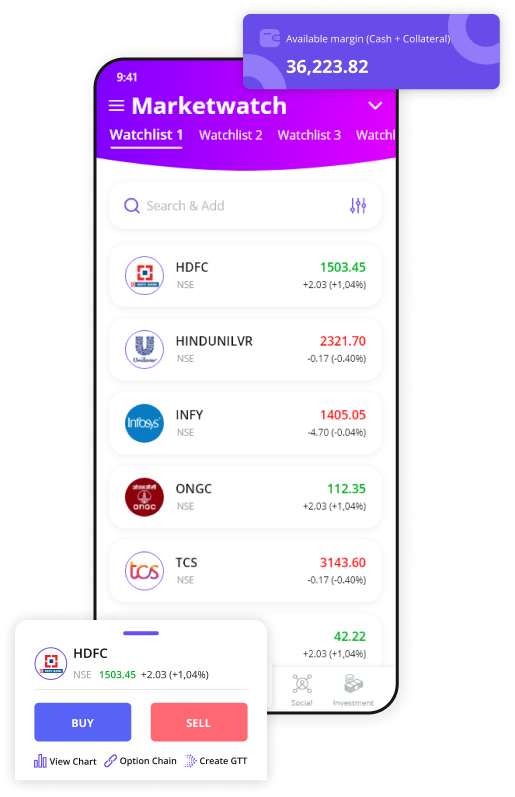 Available margin (Cash + Collateral)
36,223.82
9:41
Marketwatch
Watchlist 1 Watchlist 2 Watchlist 3 Watchl
Search & Add
HDFC 1503.45
HDFC BANK
NSE +2.03 (+1,04%)
HINDUNILVR 2321.70
Unilever
NSE -0.17 (-0.40%)
INFY 1405.05
Infosys
NSE -4.70 (-0.04%)
ओएनजीसी
ONGC 112.35
ongc
NSE +2.03 (+1,04%)
TCS 3143.60
tcs
NSE -0.17 (-0.40%)
42.22
+2.03 (+1,04%)
HDFC
NSE 1503.45 +2.03 (+1,04%)
Social Investment
BUY SELL
View Chart Option Chain Create GTT